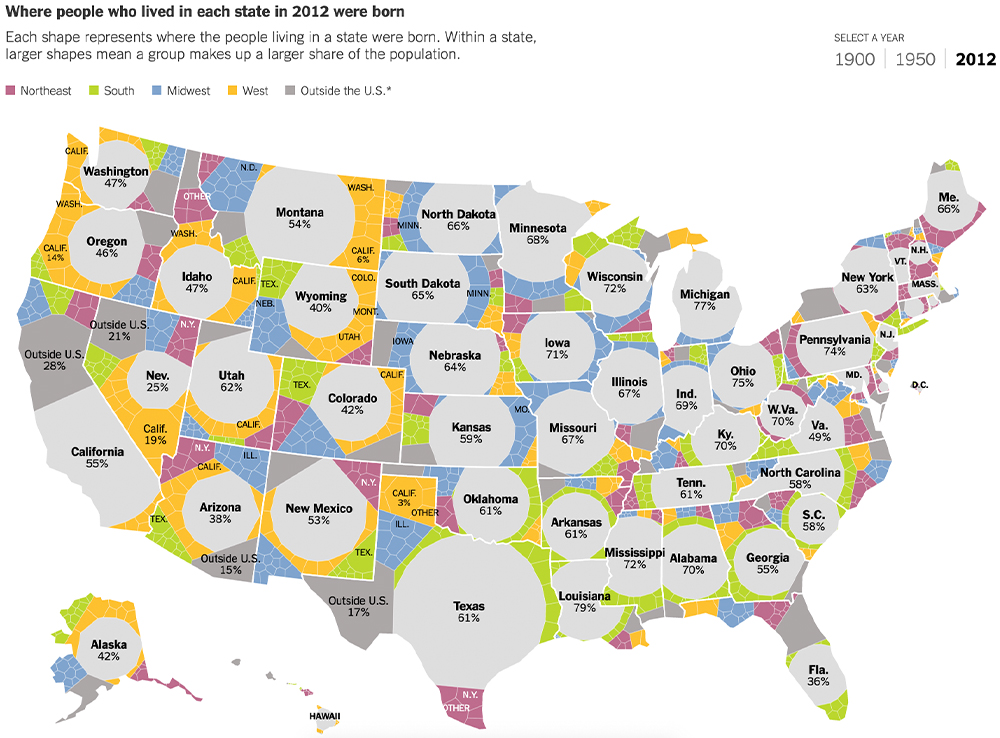 Where people who lived in each state in 2012 were born
Each shape represents where the people living in a state were born. Within a state,
larger shapes mean a group makes up a larger share of the population.
SELECT A YEAR
1900 | 1950 | 2012
Northeast South Midwest West Outside the U.S.*
CALIF.
Washington
47%
WASH.
Oregon
46%
CALIF.
14%
OTHER
WASH.
Idaho
47%
CALIF.
N.D.
Montana
54%
WASH.
CALIF.
6%
TEX.
NEB.
Wyoming
40%
COLO.
MONT.
UTAH
MINN.
North Dakota
66%
South Dakota
65%
MINN.
Minnesota
68%
Wisconsin
72%
Michigan
77%
Me.
66%
N.H.
VT.
MASS.
New York
63%
Pennsylvania
74%
N.J.
MD.
D.C.
Outside U.S.
28%
California
55%
Outside U.S.
21%
N.Y.
Nev.
25%
Calif.
19%
Utah
62%
CALIF.
TEX.
Colorado
42%
CALIF.
IOWA
Nebraska
64%
Iowa
71%
Kansas
59%
MO.
Missouri
67%
Illinois
67%
Ind.
69%
Ohio
75%
W.Va.
70%
Va.
49%
Ky.
70%
Tenn.
61%
North Carolina
58%
S.C.
58%
N.Y.
CALIF.
ILL.
Arizona
38%
TEX.
Outside U.S.
15%
N.Y.
New Mexico
53%
TEX.
CALIF.
3%
OTHER
ILL.
Oklahoma
61%
Arkansas
61%
Mississippi
72%
Alabama
70%
Georgia
55%
Louisiana
79%
Outside U.S.
17%
Texas
61%
N.Y.
OTHER
Fla.
36%
Alaska
42%
HAWAII